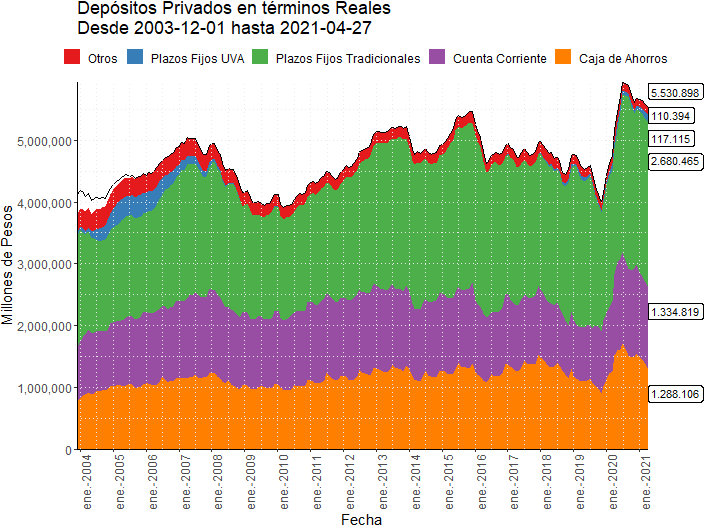 Depósitos Privados en términos Reales
Desde 2003-12-01 hasta 2021-04-27
Otros
Plazos Fijos UVA
Plazos Fijos Tradicionales
Cuenta Corriente
Caja de Ahorros
Millones de Pesos
5,000,000
4,000,000
3,000,000
2,000,000
1,000,000
0
5.530.898
110.394
117.115
2.680.465
1.334.819
1.288.106
ene.-2004
ene.-2005
ene.-2006
ene.-2007
ene.-2008
ene.-2009
ene.-2010
ene.-2011
ene.-2012
ene.-2013
ene.-2014
ene.-2015
ene.-2016
ene.-2017
ene.-2018
ene.-2019
ene.-2020
ene.-2021
Fecha